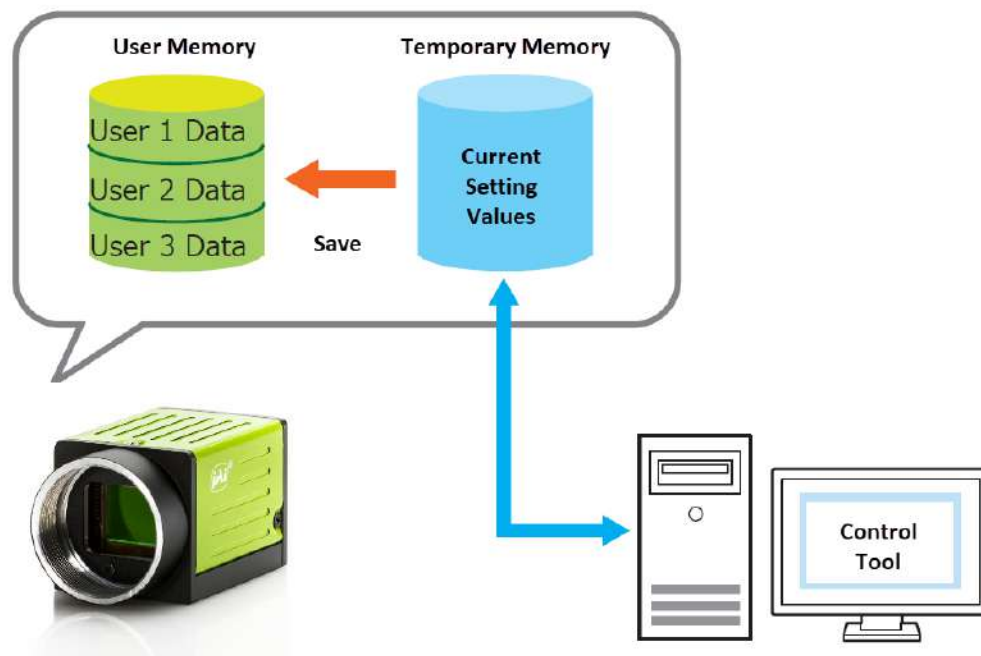 User Memory
Temporary Memory
User 1 Data
User 2 Data
User 3 Data
Save
Current
Setting
Values
JAI
Control
Tool